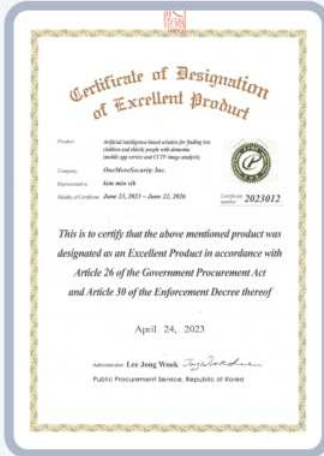 Certificate of Designation
of Excellent Product
Product Artificial intelligence based solution for finding lost
children and elderly people with dementia
(mobile app service and CCTV image analysis)
Company OneMoreSecurity Inc.
Representative kim min sik
Validity of Certificate June 23, 2023 ~ June 22, 2026
Certificate
number 2023012
This is to certify that the above mentioned product was
designated as an Excellent Product in accordance with
Article 26 of the Government Procurement Act
and Article 30 of the Enforcement Decree thereof
April 24, 2023
Administrator Lee Jong Wook
Public Procurement Service, Republic of Korea